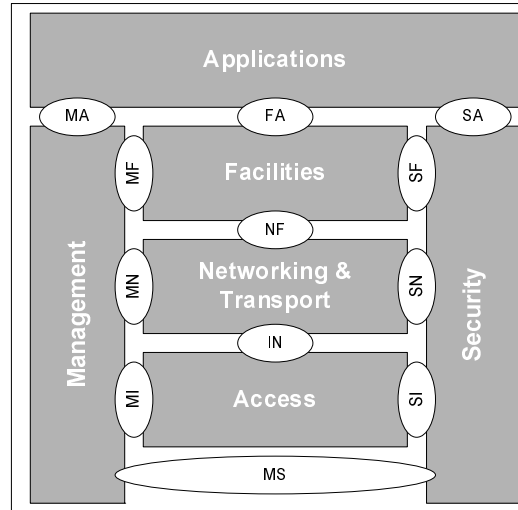 Applications
MA
FA
SA
MF
Facilities
SF
NF
Management
MN
Networking &
Transport
SN
Security
IN
MI
Access
SI
MS